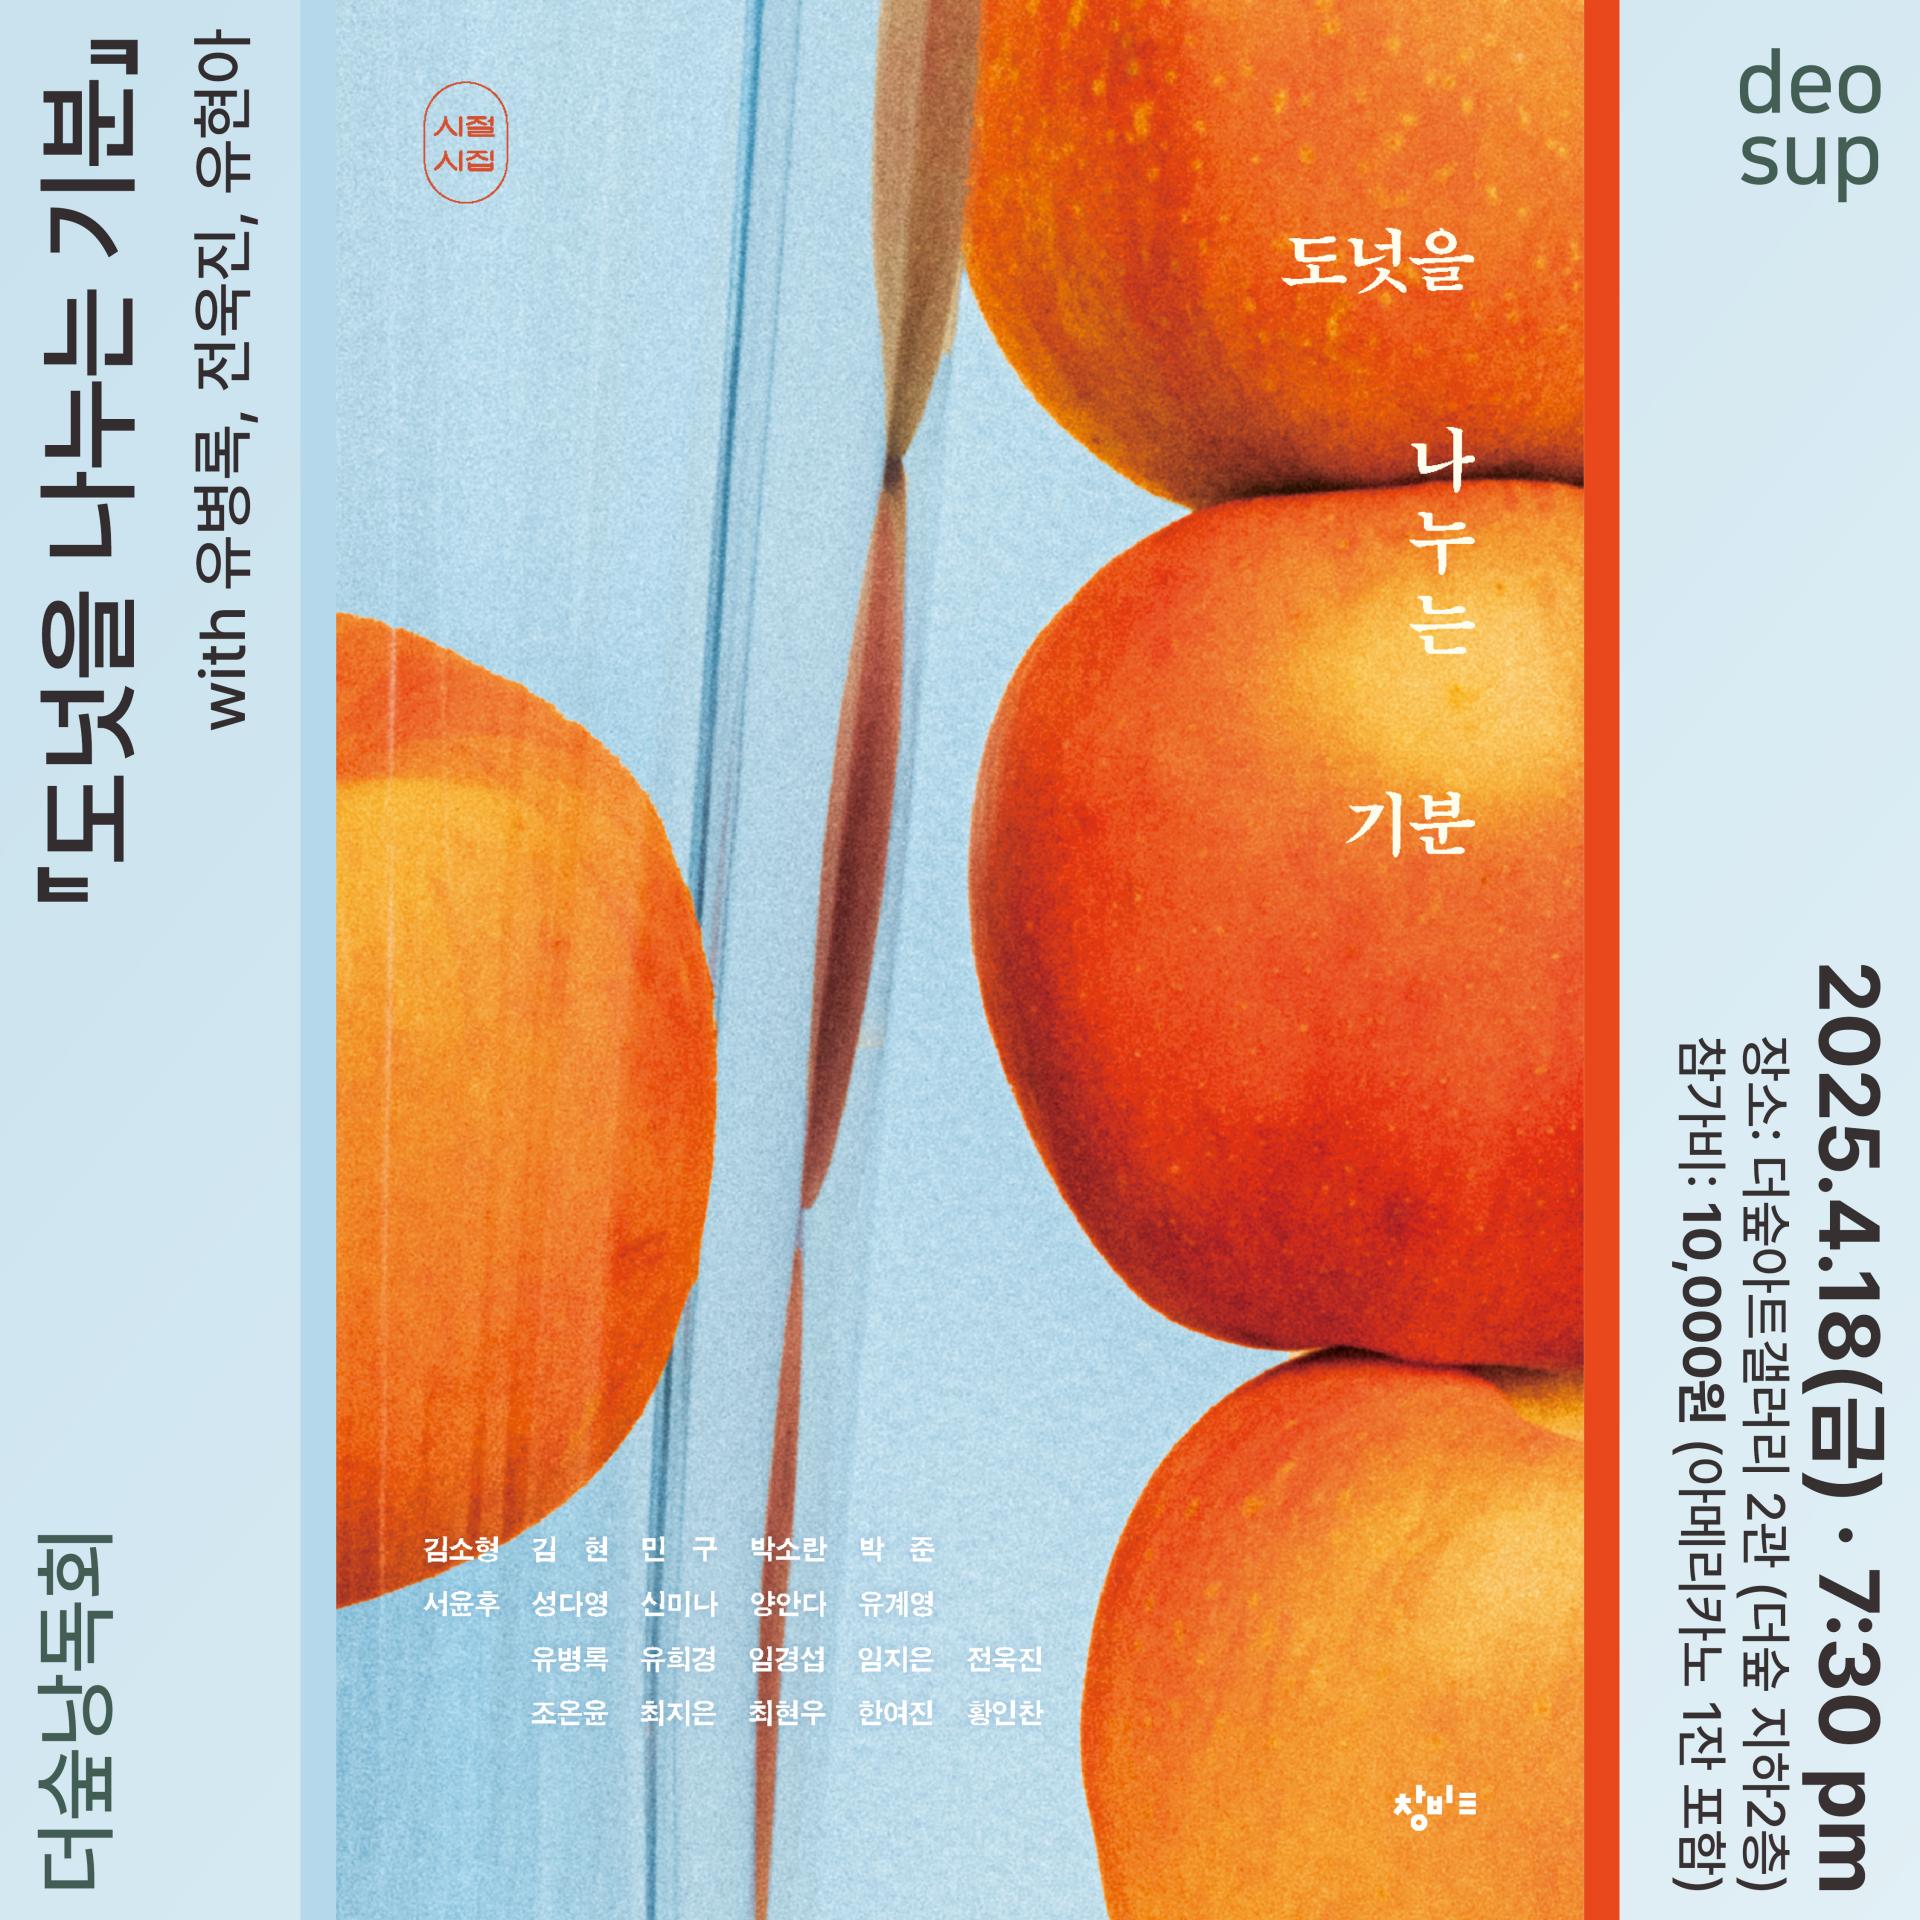 더숲낭독회 『도넛을 나누는 기분』
with 유병록, 전욱진, 유현아
시절
시집
도넛을
나
누
는
기분
김소형 김 현 민 구 박소란 박 준
서윤후 성다영 신미나 양안다 유계영
유병록 유희경 임경섭 임지은 전욱진
조온윤 최지은 최현우 한여진 황인찬
창비
deo
sup
2025.4.18(금) · 7:30 pm
장소: 더숲아트갤러리 2관 (더숲 지하2층)
참가비: 10,000원 (아메리카노 1잔 포함)